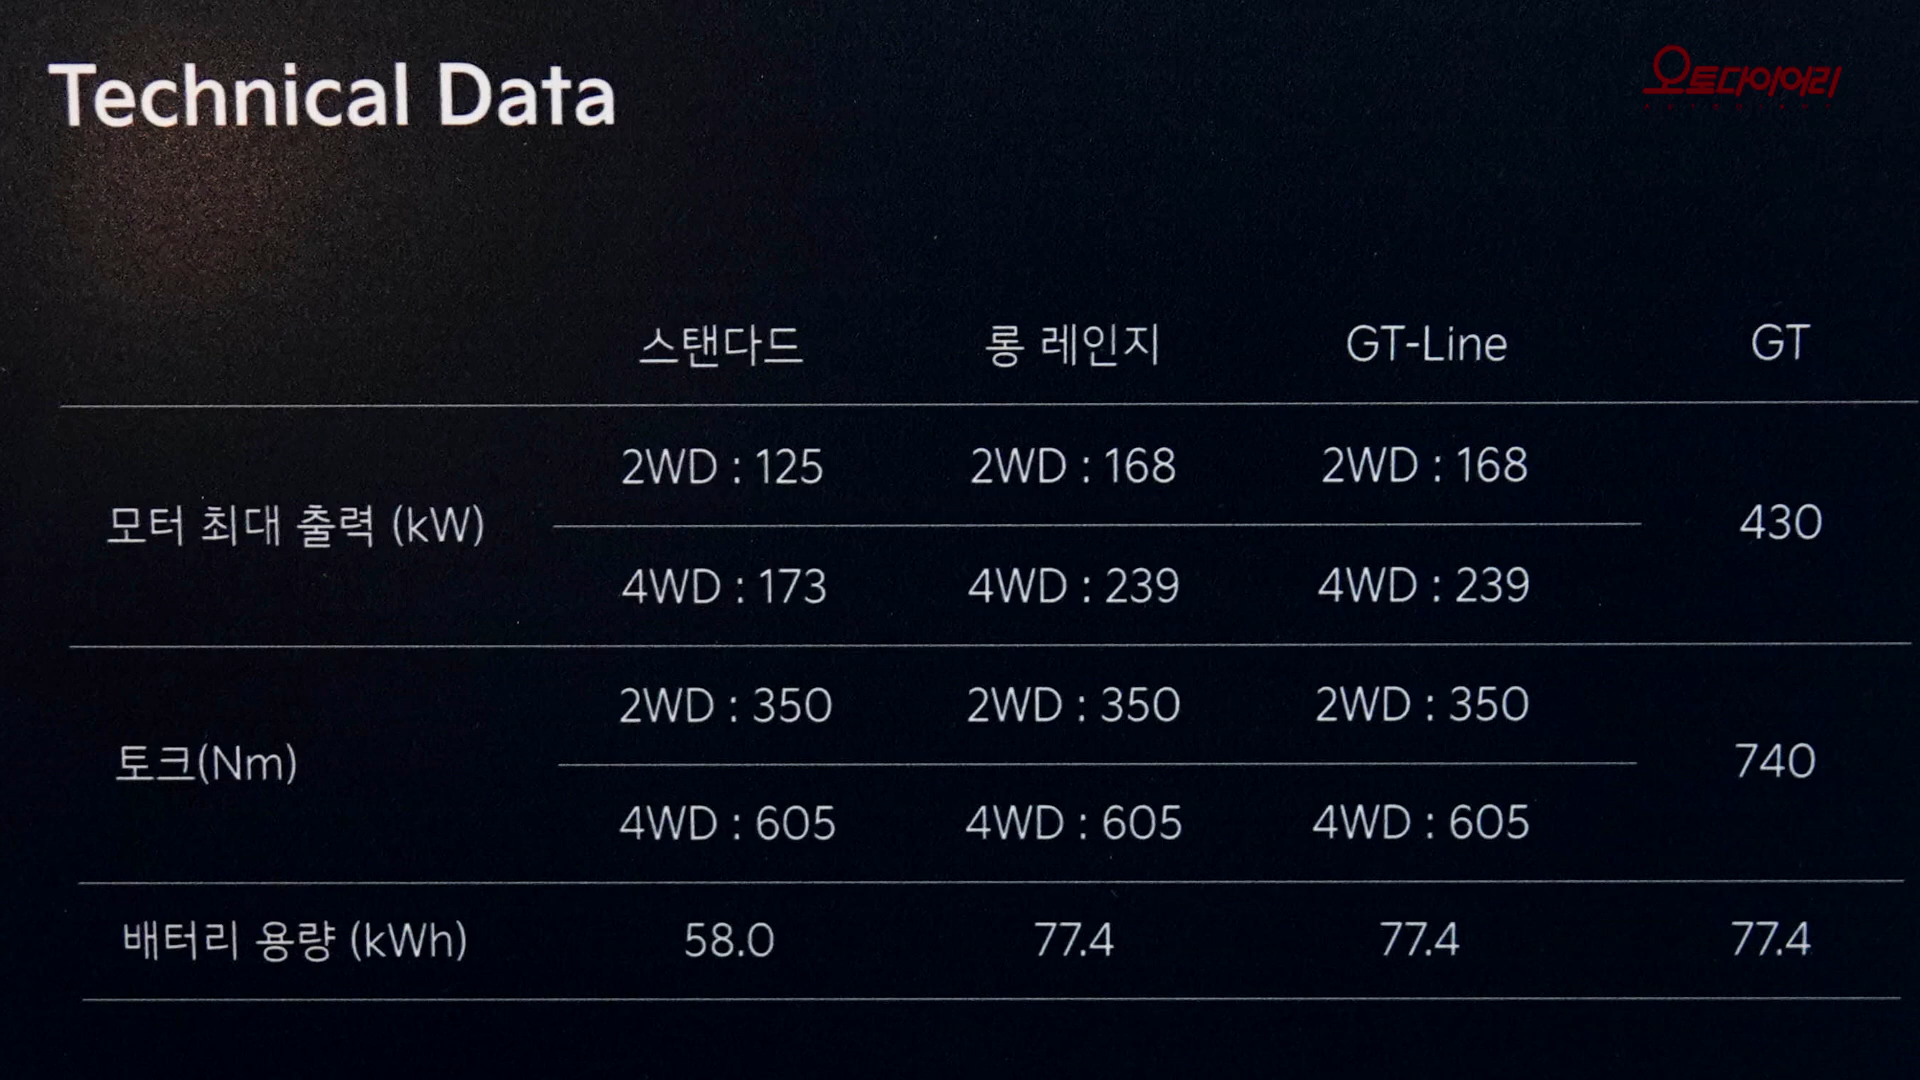 Technical Data
오토다이어리
스탠다드 롱 레인지 GT-Line GT
2WD : 125 2WD : 168 2WD : 168
모터 최대 출력 (kW) 430
4WD : 173 4WD : 239 4WD : 239
2WD : 350 2WD : 350 2WD : 350
토크(Nm) 740
4WD : 605 4WD : 605 4WD : 605
배터리 용량 (kWh) 58.0 77.4 77.4 77.4